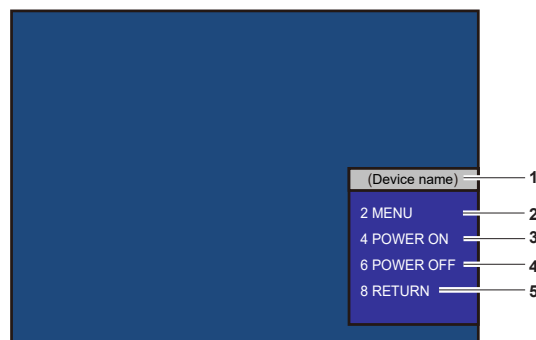 (Device name) 1
2 MENU 2
4 POWER ON 3
6 POWER OFF 4
8 RETURN 5